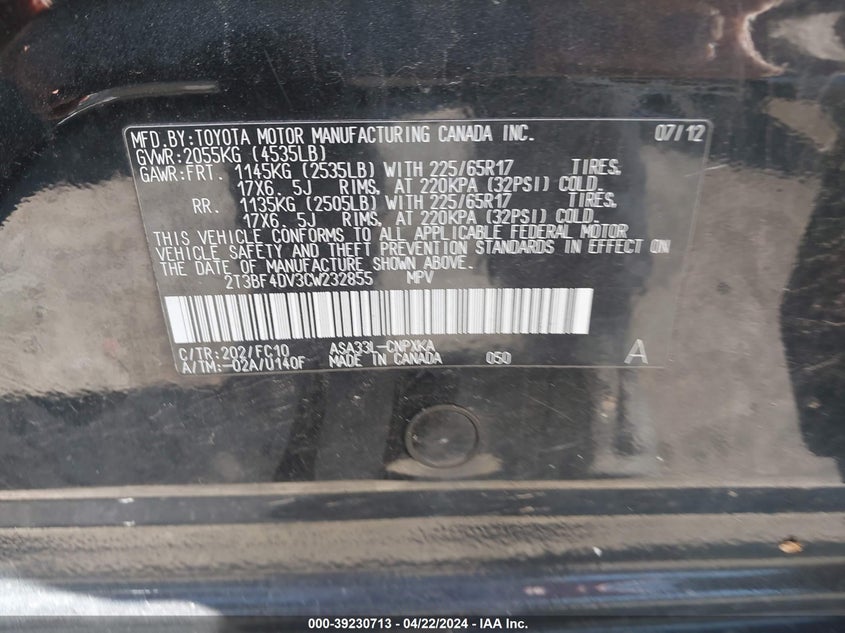 MFD.BY:TOYOTA MOTOR MANUFACTURING CANADA INC. 07/12
GVWR:2055KG (4535LB)
GAWR:FRT. 1145KG (2535LB) WITH 225/65R17 TIRES.
17X6. 5J RIMS. AT 220KPA (32PSI) COLD.
RR. 1135KG (2505LB) WITH 225/65R17 TIRES.
17X6. 5J RIMS. AT 220KPA (32PSI) COLD.
THIS VEHICLE CONFORMS TO ALL APPLICABLE FEDERAL MOTOR
VEHICLE SAFETY AND THEFT PREVENTION STANDARDS IN EFFECT ON
THE DATE OF MANUFACTURE SHOWN ABOVE.
2T3BF4DV3CW232855 MPV
C/TR:202/FC10 ASA33L-CNPXKA
A/TM:-02A/U140F MADE IN CANADA 050 A
000-39230713 - 04/22/2024 - IAA Inc.